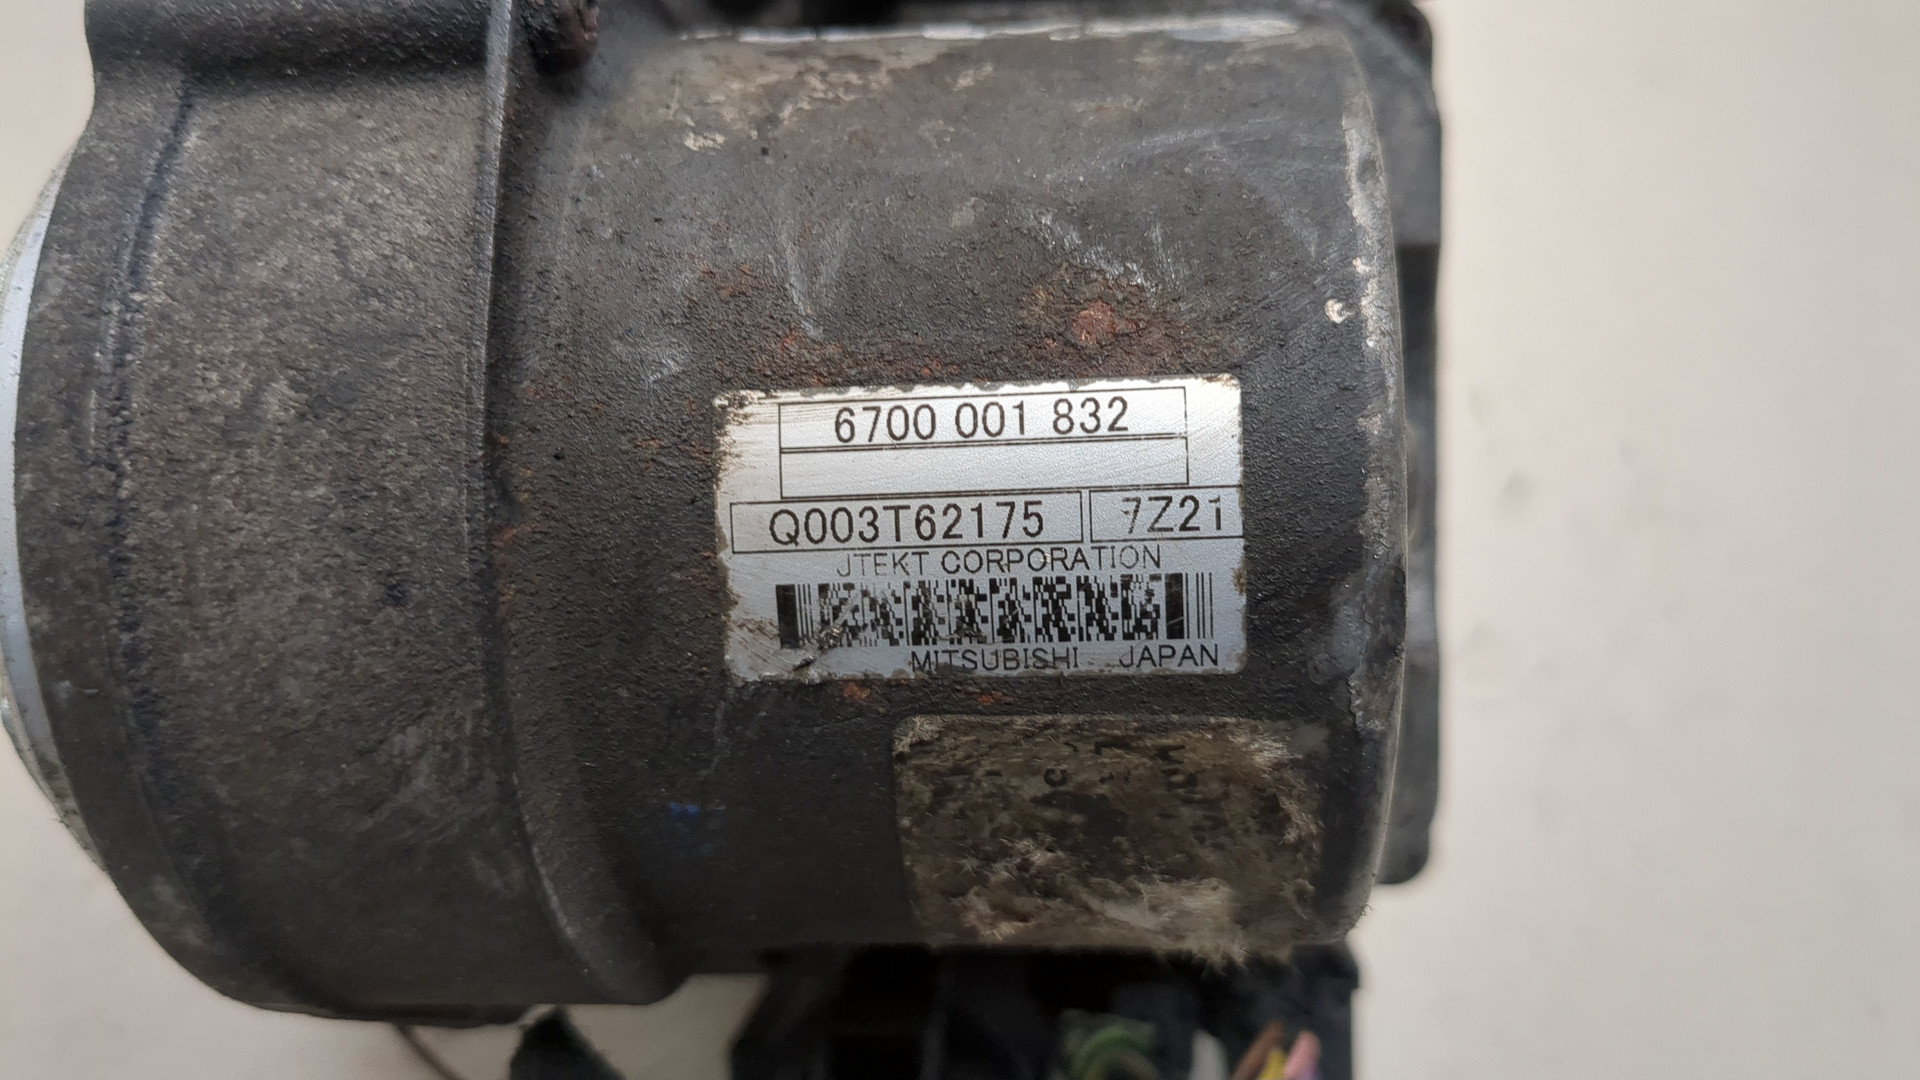 6700 001 832
Q003T62175 7Z21
JTEKT CORPORATION
MITSUBISHI JAPAN